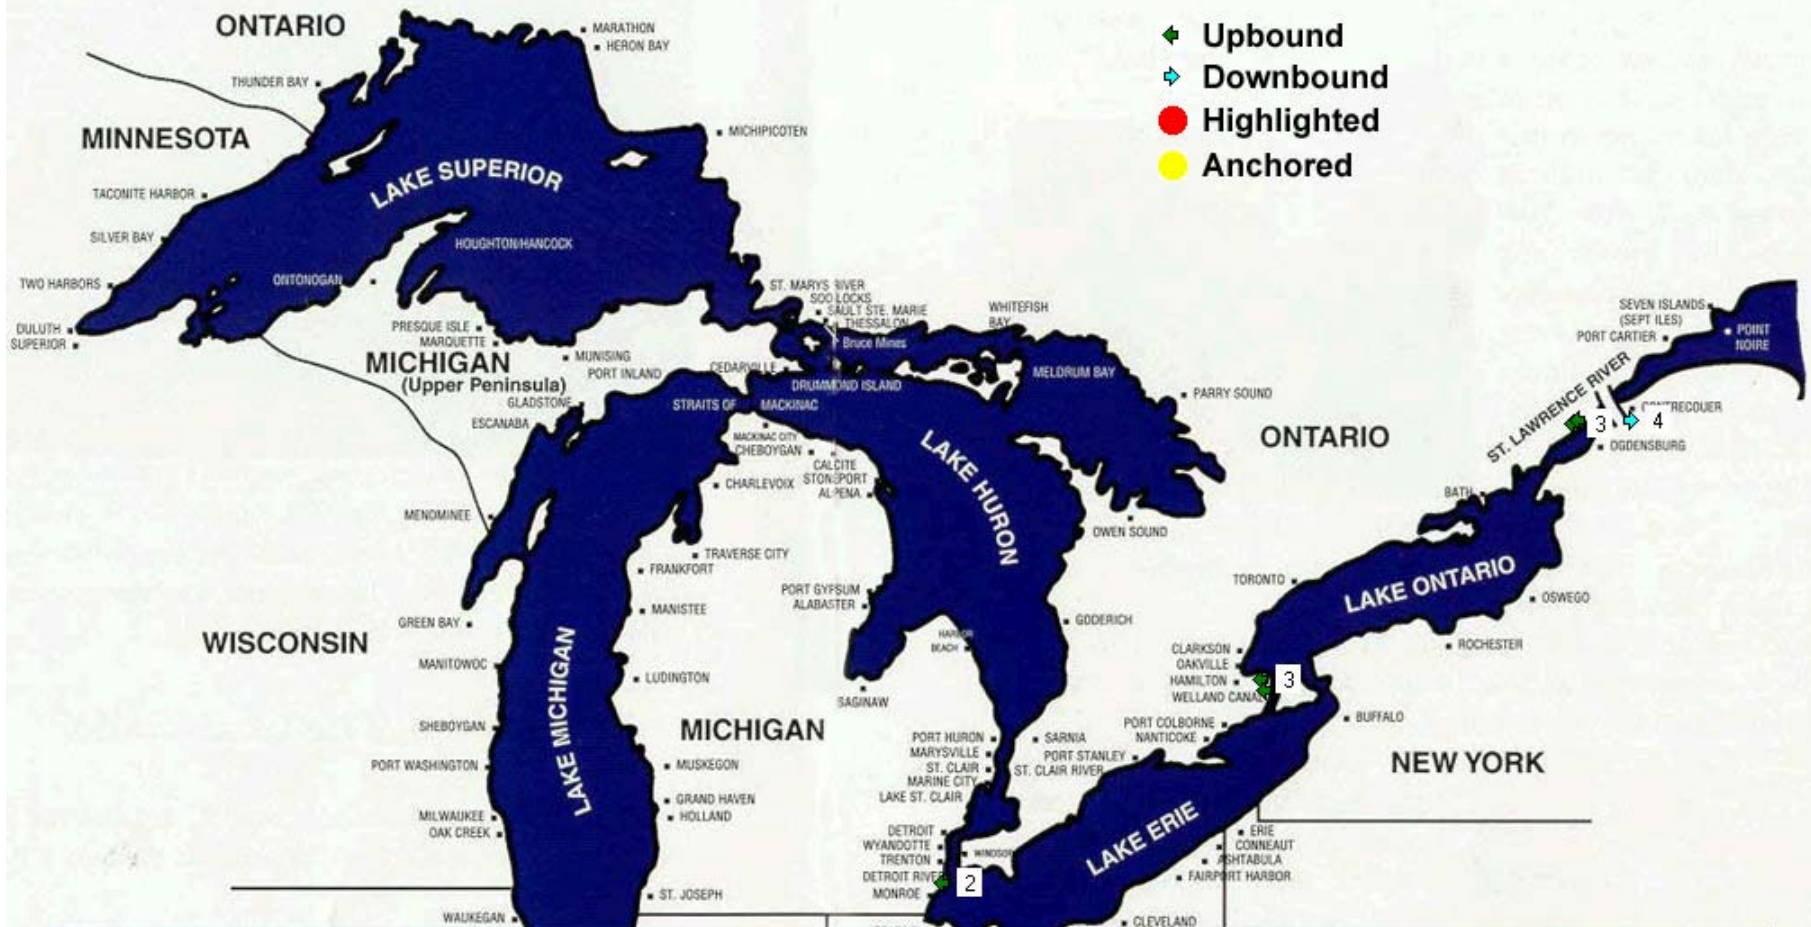 ONTARIO
MARATHON
HERON BAY
THUNDER BAY
MINNESOTA
MICHIPICOTEN
Upbound
Downbound
Highlighted
Anchored
LAKE SUPERIOR
TACONITE HARBOR
SILVER BAY
HOUGHTON/HANCOCK
TWO HARBORS
ONTONOGAN
DULUTH
SUPERIOR
PRESQUE ISLE
MARQUETTE
MICHIGAN
(Upper Peninsula)
MUNISING
PORT INLAND
GLADSTONE
ESCANABA
ST. MARYS RIVER
SOO LOCKS
SAULT STE. MARIE
THESSALON
Bruce Mines
WHITEFISH
BAY
CEDARVILLE
DRUMMOND ISLAND
MELDRUM BAY
STRAITS OF MACKINAC
MACKINAC CITY
CHEBOYGAN
CALCITE
STONEPORT
ALPENA
CHARLEVOIX
PARRY SOUND
ONTARIO
SEVEN ISLANDS
(SEPT ILES)
PORT CARTIER
POINT
NOIRE
ST. LAWRENCE RIVER
CONTRECOUER
3
4
OGDENSBURG
BATH
LAKE HURON
OWEN SOUND
MENOMINEE
TRAVERSE CITY
FRANKFORT
PORT GYPSUM
ALABASTER
MANISTEE
GREEN BAY
WISCONSIN
MANITOWOC
LAKE MICHIGAN
LUDINGTON
HARBOR
BEACH
GODERICH
SAGINAW
TORONTO
LAKE ONTARIO
OSWEGO
ROCHESTER
CLARKSON
OAKVILLE
HAMILTON
WELLAND CANAL
3
BUFFALO
SHEBOYGAN
MICHIGAN
PORT HURON
MARYSVILLE
ST. CLAIR
MARINE CITY
LAKE ST. CLAIR
SARNIA
ST. CLAIR RIVER
PORT COLBORNE
NANTICOKE
PORT STANLEY
NEW YORK
PORT WASHINGTON
MUSKEGON
GRAND HAVEN
HOLLAND
MILWAUKEE
OAK CREEK
DETROIT
WYANDOTTE
TRENTON
DETROIT RIVER
MONROE
WINDSOR
2
LAKE ERIE
ERIE
CONNEAUT
ASHTABULA
FAIRPORT HARBOR
CLEVELAND
ST. JOSEPH
WAUKEGAN